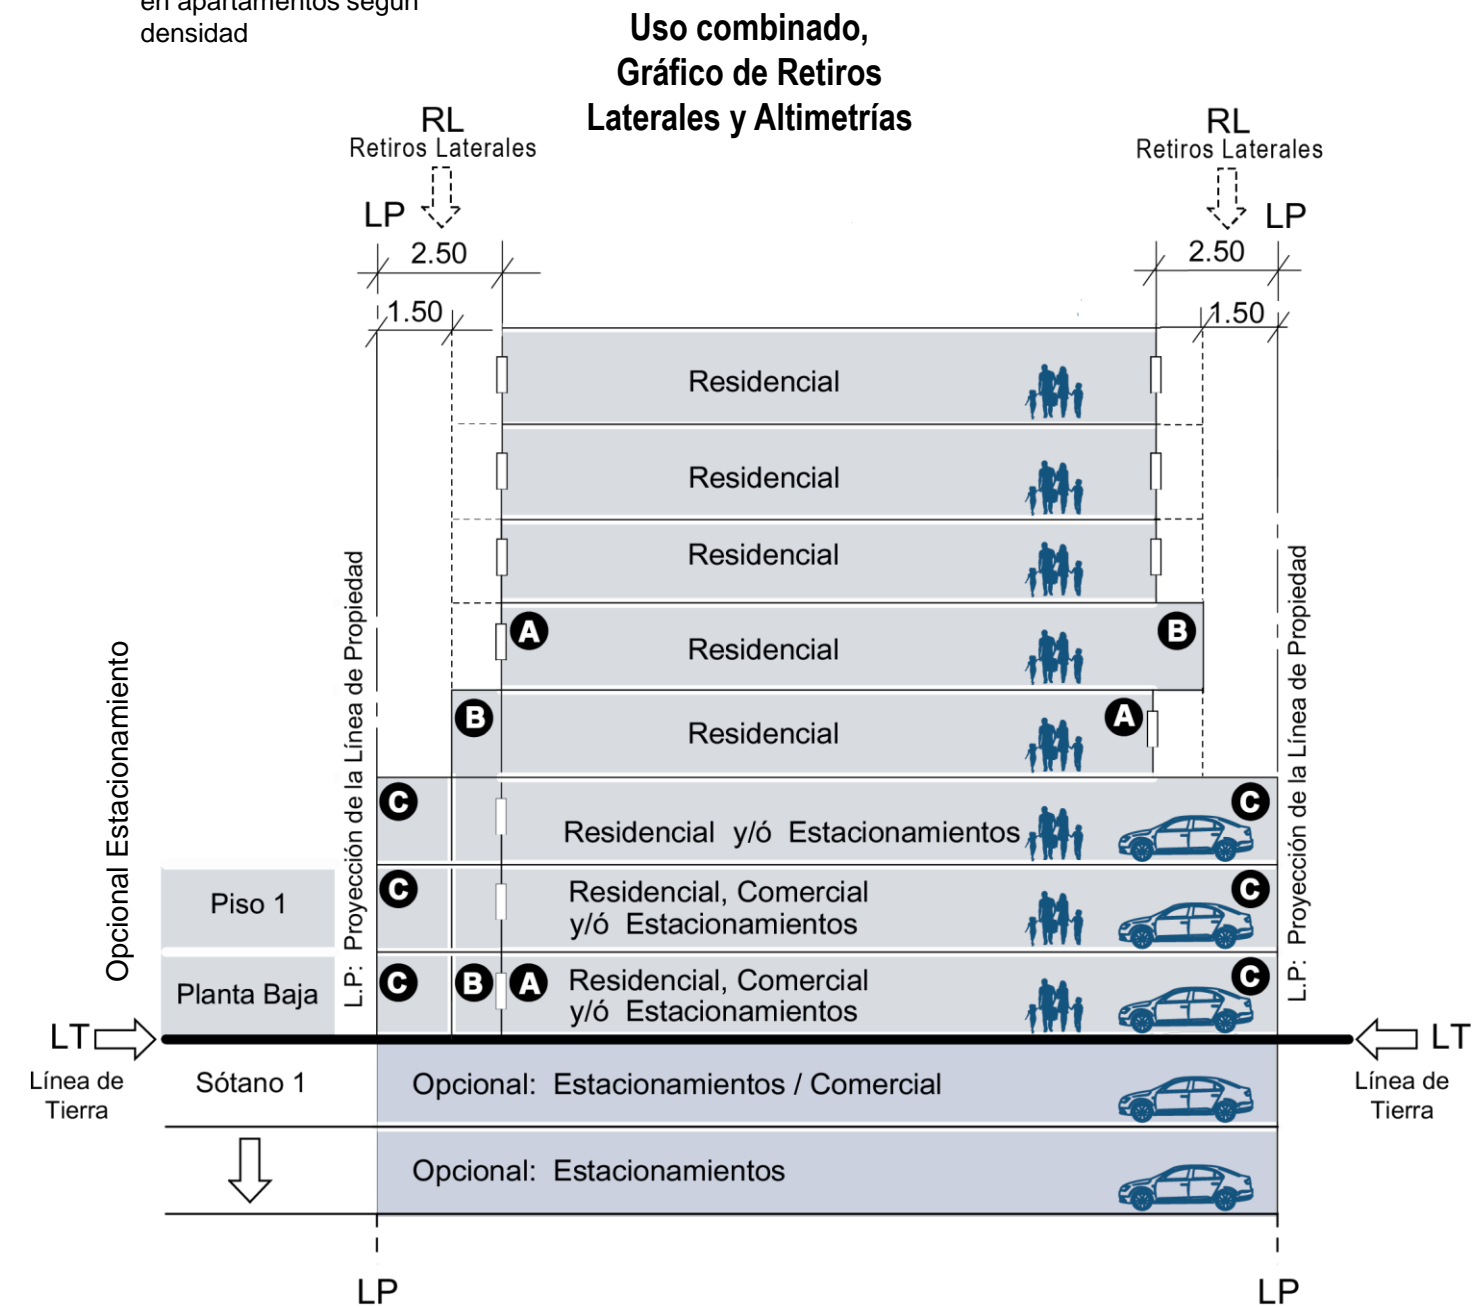 en apartamentos según
densidad
Uso combinado,
Gráfico de Retiros
Laterales y Altimetrías
RL
Retiros Laterales
RL
Retiros Laterales
LP
LP
2.50
2.50
1.50
1.50
Residencial
Residencial
Residencial
A
Residencial
B
B
Residencial
A
C
Residencial y/ó Estacionamientos
C
Opcional Estacionamiento
L.P: Proyección de la Línea de Propiedad
L.P: Proyección de la Línea de Propiedad
Piso 1
C
Residencial, Comercial
y/ó Estacionamientos
C
Planta Baja
C
B
A
Residencial, Comercial
y/ó Estacionamientos
C
LT
Línea de
Tierra
LT
Línea de
Tierra
Sótano 1
Opcional: Estacionamientos / Comercial
Opcional: Estacionamientos
LP
LP